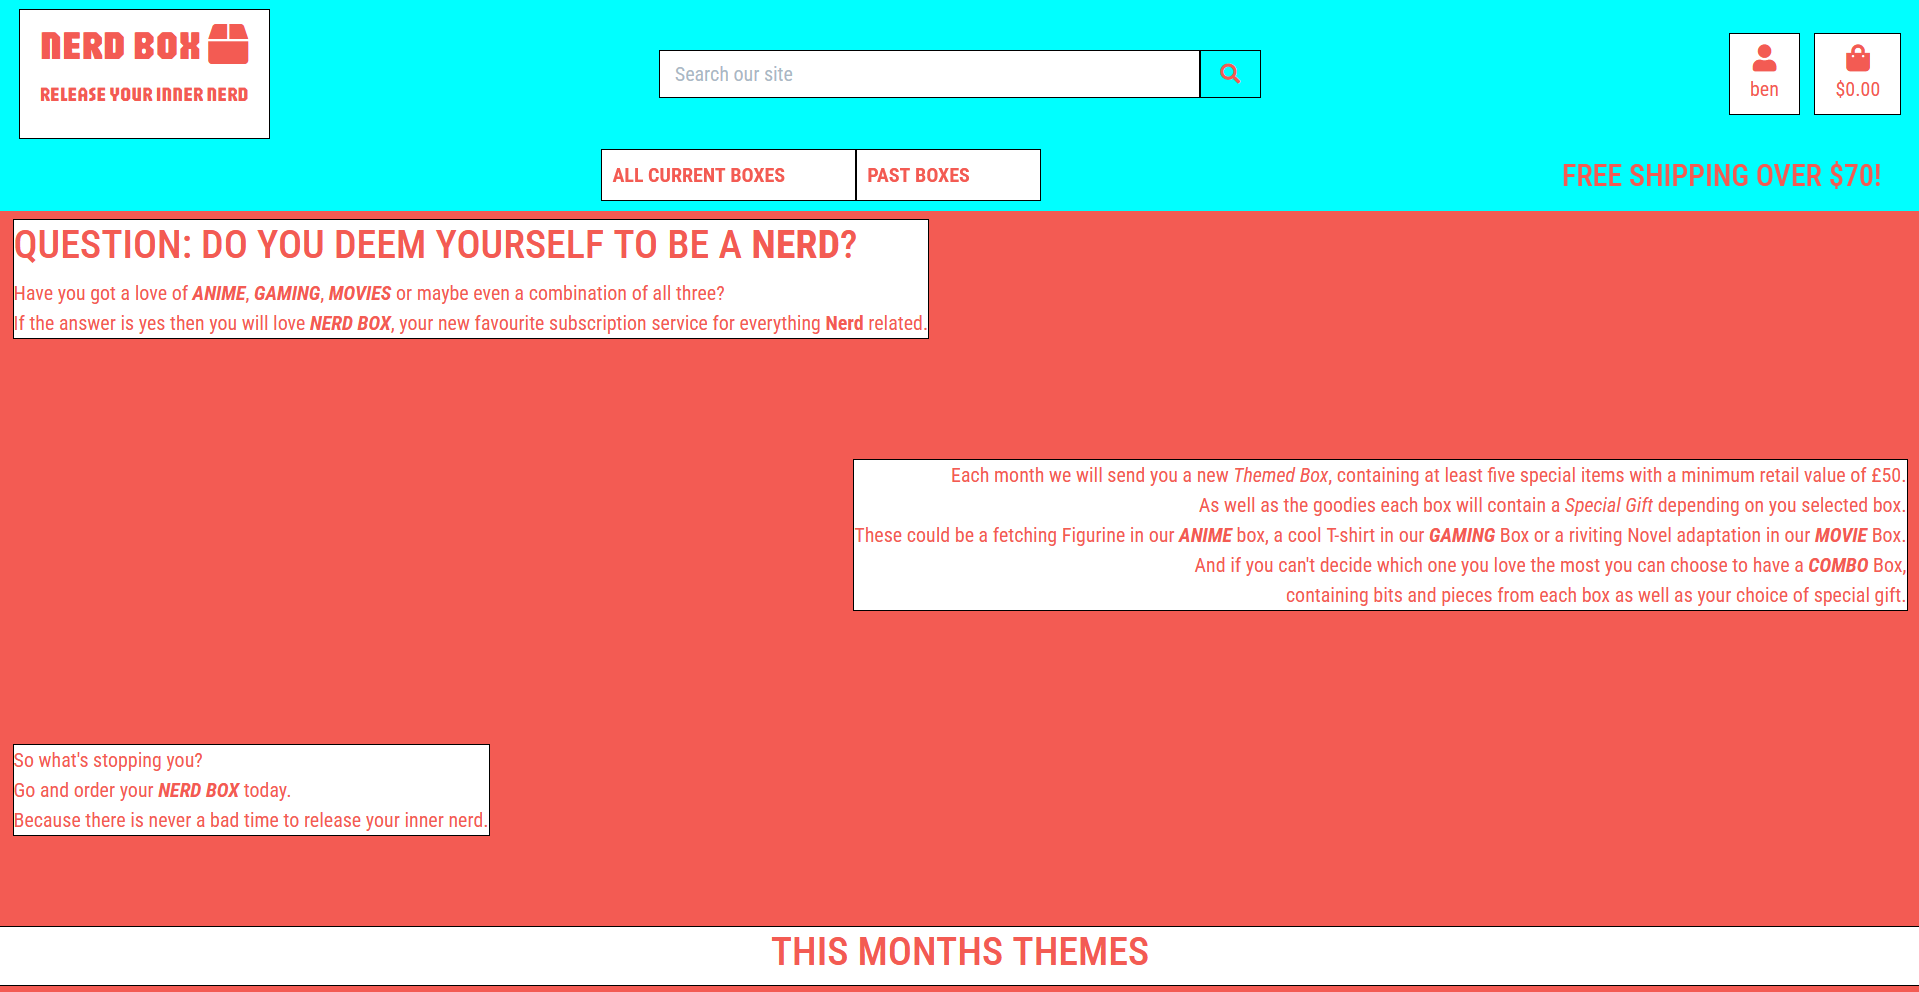 NERD BOX
RELEASE YOUR INNER NERD
Search our site
ben
$0.00
ALL CURRENT BOXES
PAST BOXES
FREE SHIPPING OVER $70!
QUESTION: DO YOU DEEM YOURSELF TO BE A NERD?
Have you got a love of ANIME, GAMING, MOVIES or maybe even a combination of all three?
If the answer is yes then you will love NERD BOX, your new favourite subscription service for everything Nerd related.
Each month we will send you a new Themed Box, containing at least five special items with a minimum retail value of £50.
As well as the goodies each box will contain a Special Gift depending on you selected box.
These could be a fetching Figurine in our ANIME box, a cool T-shirt in our GAMING Box or a riviting Novel adaptation in our MOVIE Box.
And if you can't decide which one you love the most you can choose to have a COMBO Box,
containing bits and pieces from each box as well as your choice of special gift.
So what's stopping you?
Go and order your NERD BOX today.
Because there is never a bad time to release your inner nerd.
THIS MONTHS THEMES